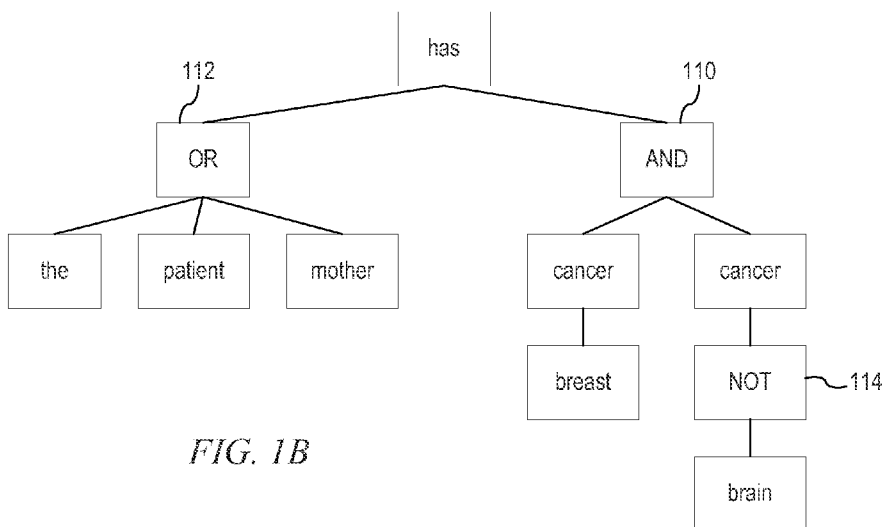 has
112
110
OR
AND
the
patient
mother
cancer
cancer
breast
NOT
114
FIG. 1B
brain